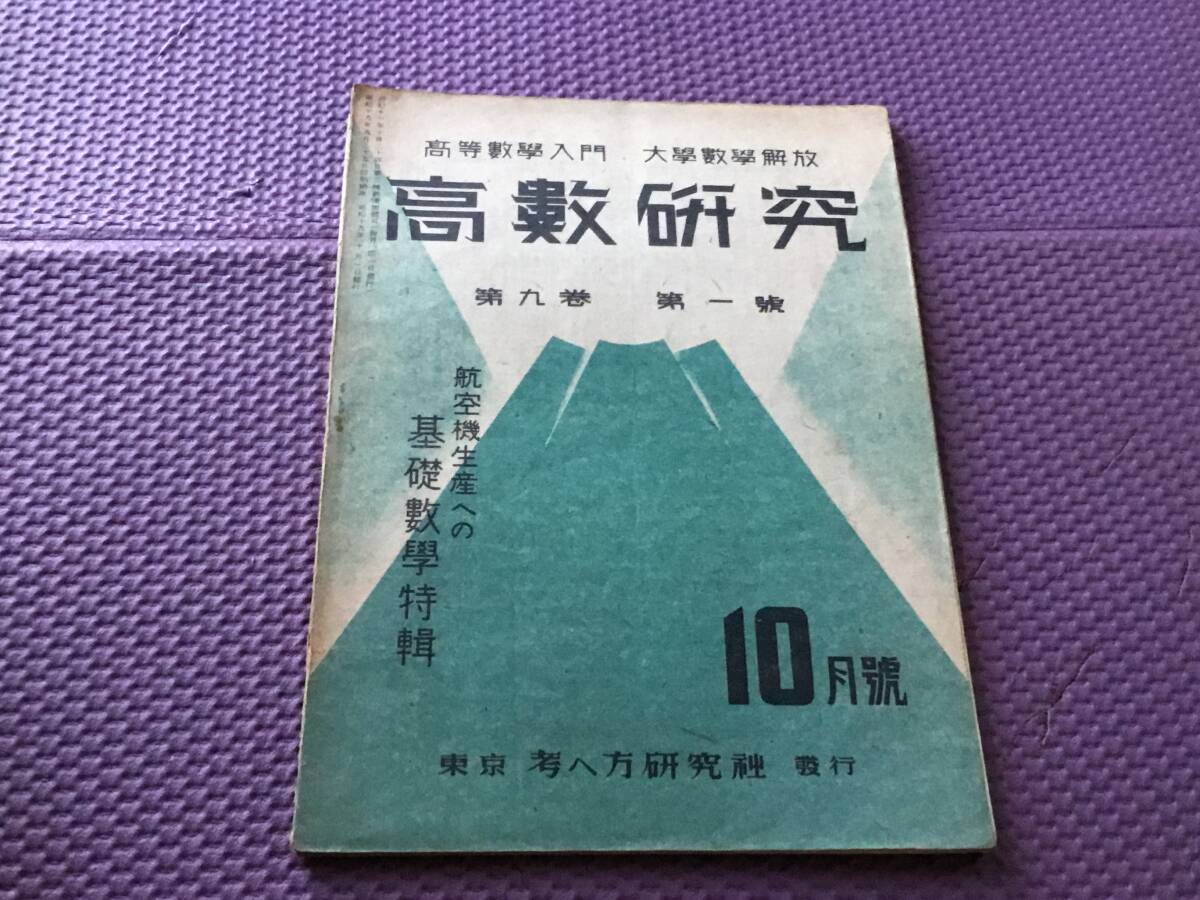 高等數學入門 大學數學解放
高數研究
第九卷 第一號
航空機生産への
基礎數學特輯
10月號
東京 考へ方研究社 發行